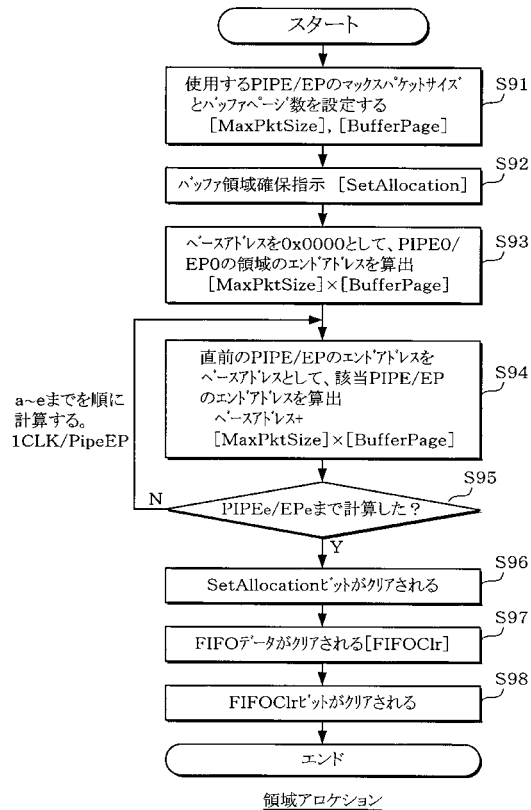 スタート
使用するPIPE/EPのマックスパケットサイズ
とバッファページ数を設定する
[MaxPktSize], [BufferPage]
S91
バッファ領域確保指示 [SetAllocation]
S92
ベースアドレスを0x0000として、PIPE0/
EP0の領域のエンドアドレスを算出
[MaxPktSize]×[BufferPage]
S93
直前のPIPE/EPのエンドアドレスを
ベースアドレスとして、該当PIPE/EP
のエンドアドレスを算出
ベースアドレス+
[MaxPktSize]×[BufferPage]
S94
a~eまでを順に
計算する。
1CLK/PipeEP
PIPEe/EPeまで計算した？
S95
N
Y
SetAllocationビットがクリアされる
S96
FIFOデータがクリアされる[FIFOClr]
S97
FIFOClrビットがクリアされる
S98
エンド
領域アロケション